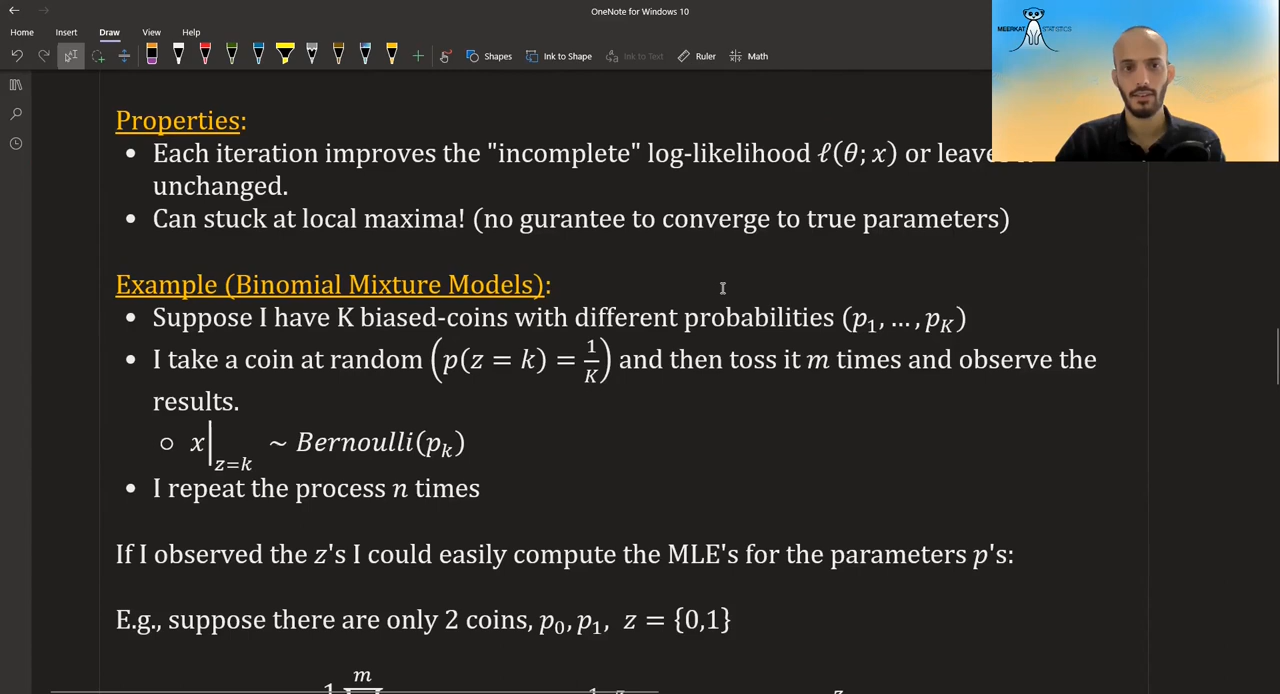 OneNote for Windows 10
MEERKAT STATISTICS
Home Insert Draw View Help
Shapes Ink to Shape Ink to Text Ruler Math
Properties:
• Each iteration improves the "incomplete" log-likelihood ℓ(θ; x) or leave
unchanged.
• Can stuck at local maxima! (no gurantee to converge to true parameters)
Example (Binomial Mixture Models):
• Suppose I have K biased-coins with different probabilities (p₁, …, p_K)
• I take a coin at random (p(z = k) = 1/K) and then toss it m times and observe the
results.
○ x|_{z=k} ~ Bernoulli(p_k)
• I repeat the process n times
If I observed the z's I could easily compute the MLE's for the parameters p's:
E.g., suppose there are only 2 coins, p₀, p₁, z = {0,1}
m